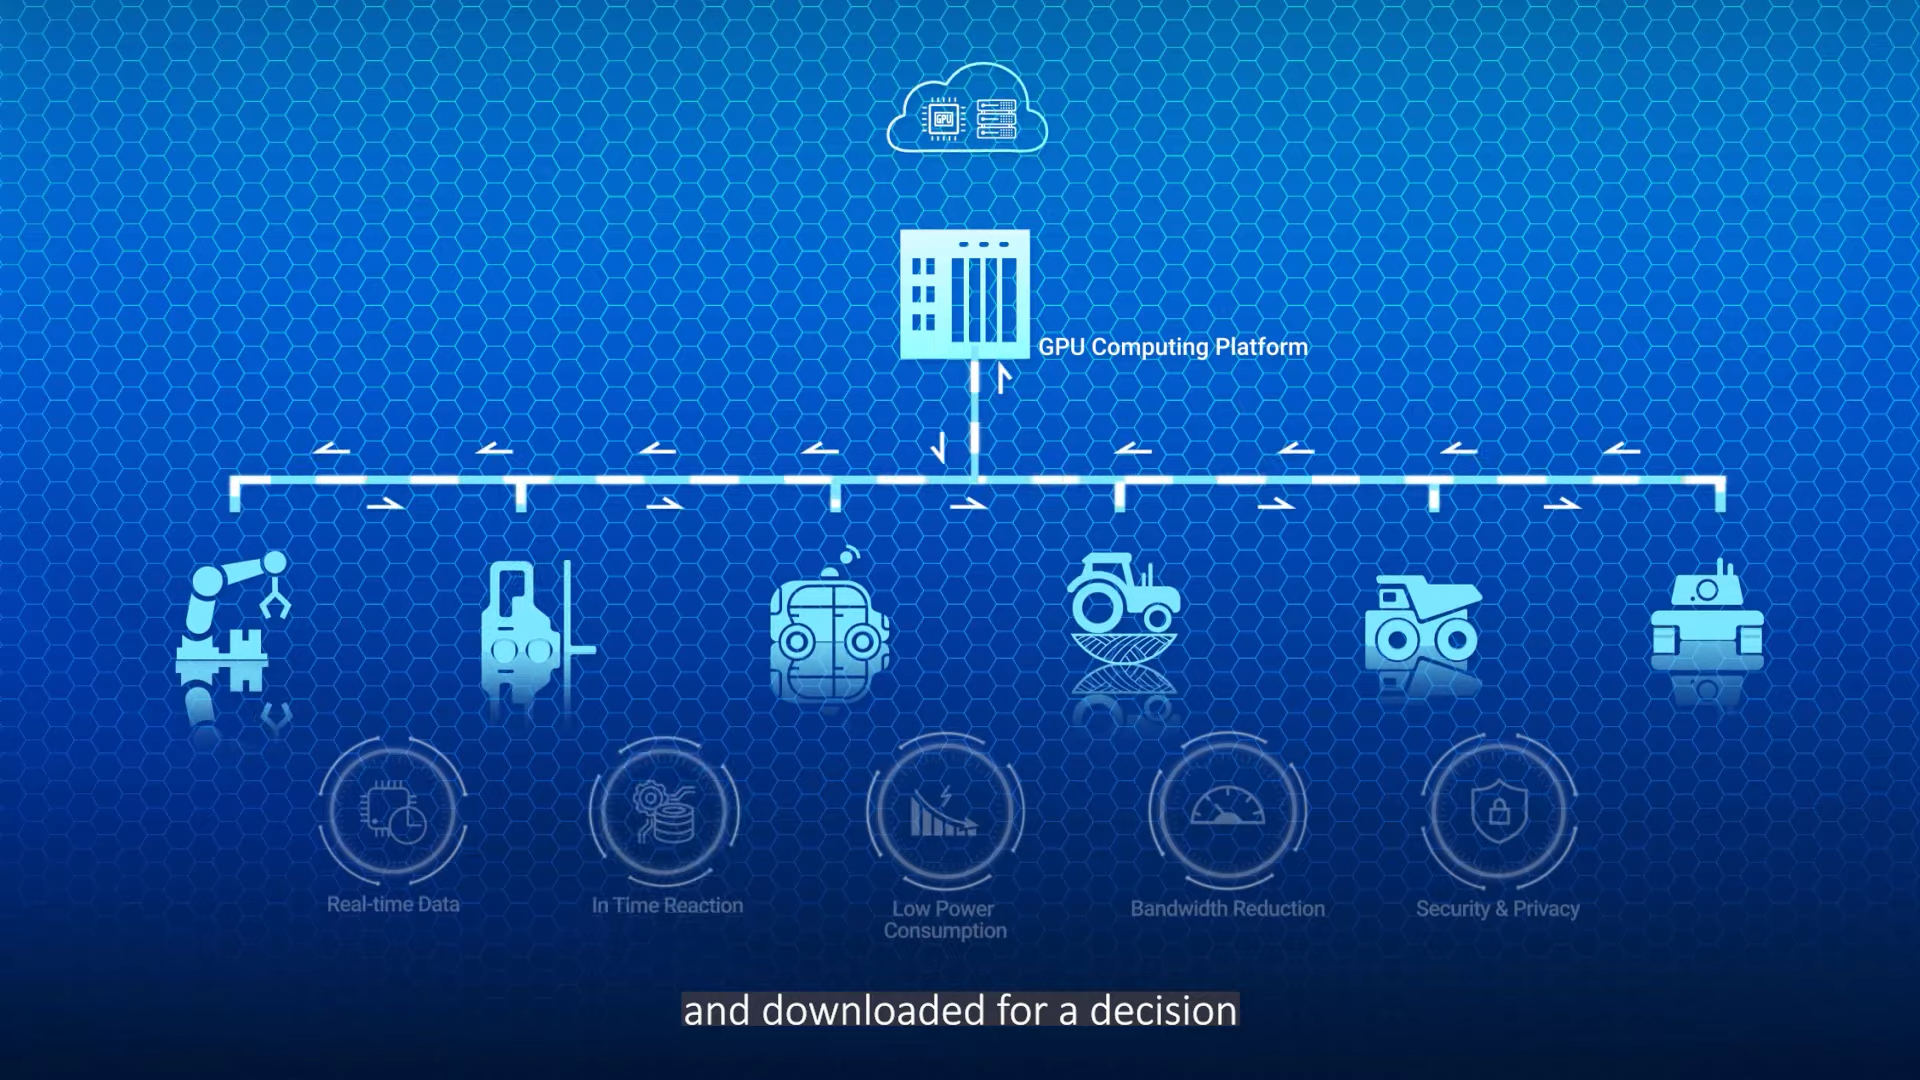 GPU
GPU Computing Platform
Real-time Data
In Time Reaction
Low Power
Consumption
Bandwidth Reduction
Security & Privacy
and downloaded for a decision